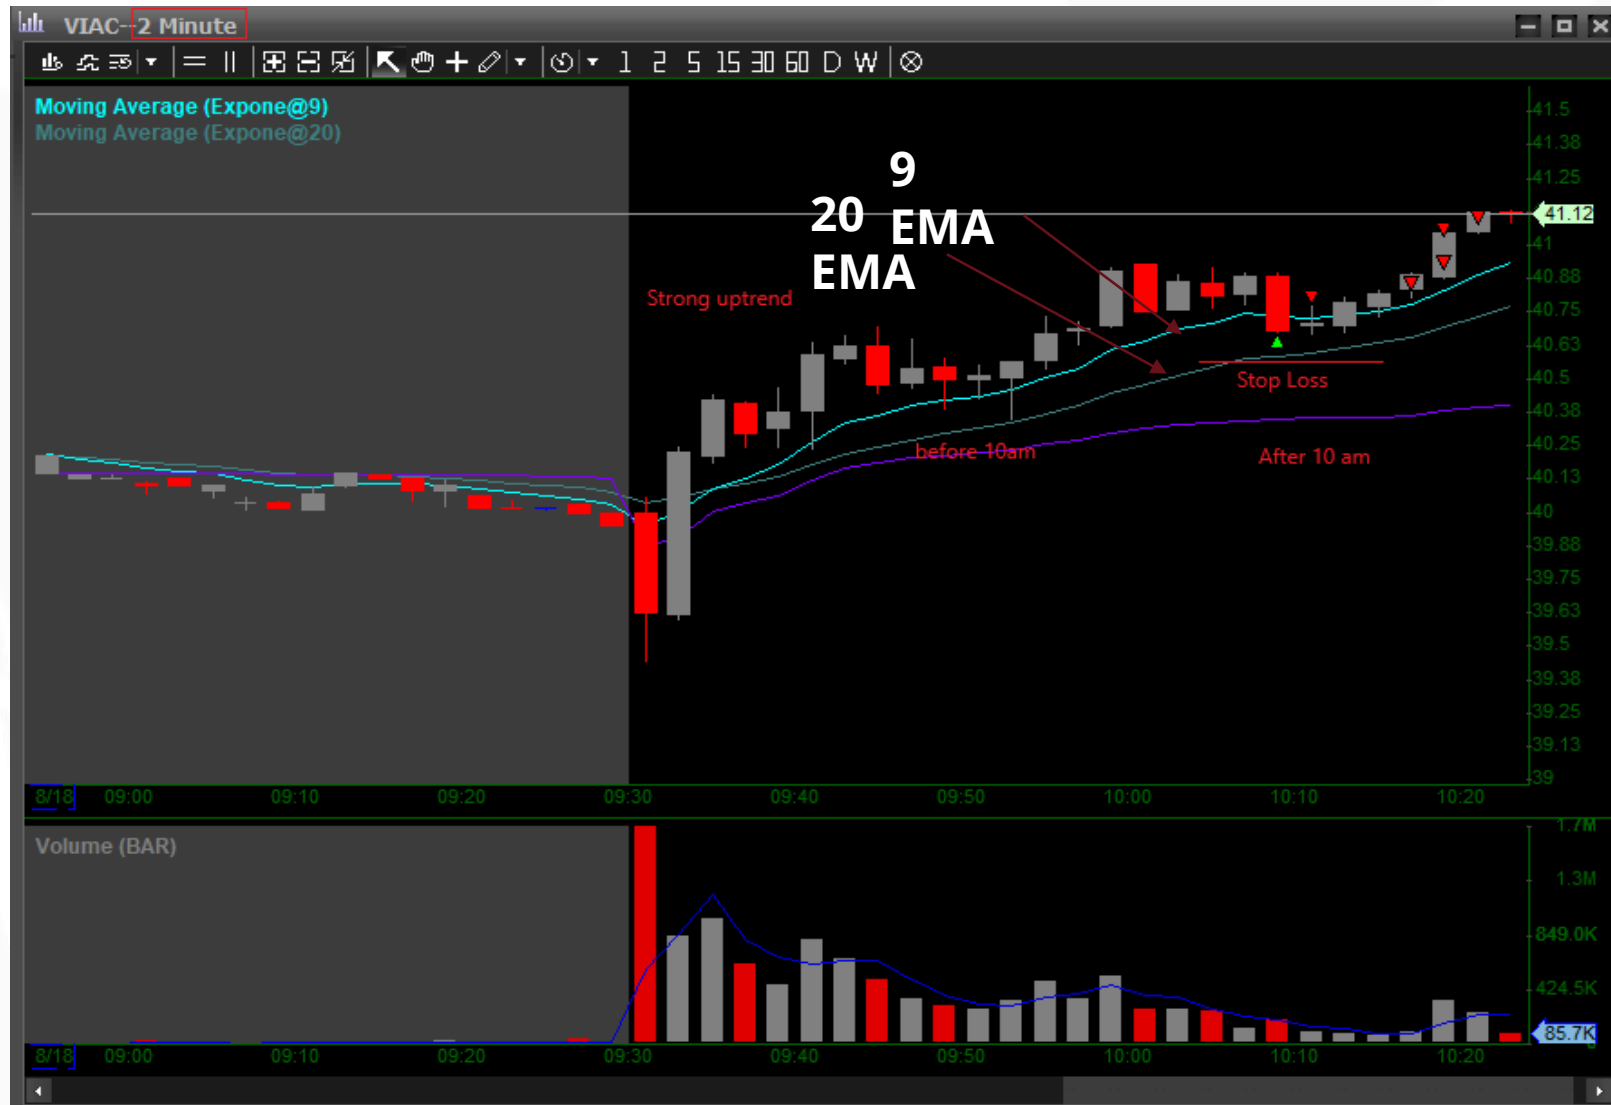 VIAC--2 Minute
1 2 5 15 30 60 D W
Moving Average (Expone@9)
Moving Average (Expone@20)
9
EMA
20
EMA
Strong uptrend
Stop Loss
before 10am
After 10 am
41.5
41.38
41.25
41.12
41
40.88
40.75
40.63
40.5
40.38
40.25
40.13
40
39.88
39.75
39.63
39.5
39.38
39.25
39.13
39
8/18 09:00 09:10 09:20 09:30 09:40 09:50 10:00 10:10 10:20
Volume (BAR)
1.7M
1.3M
849.0K
424.5K
85.7K
8/18 09:00 09:10 09:20 09:30 09:40 09:50 10:00 10:10 10:20